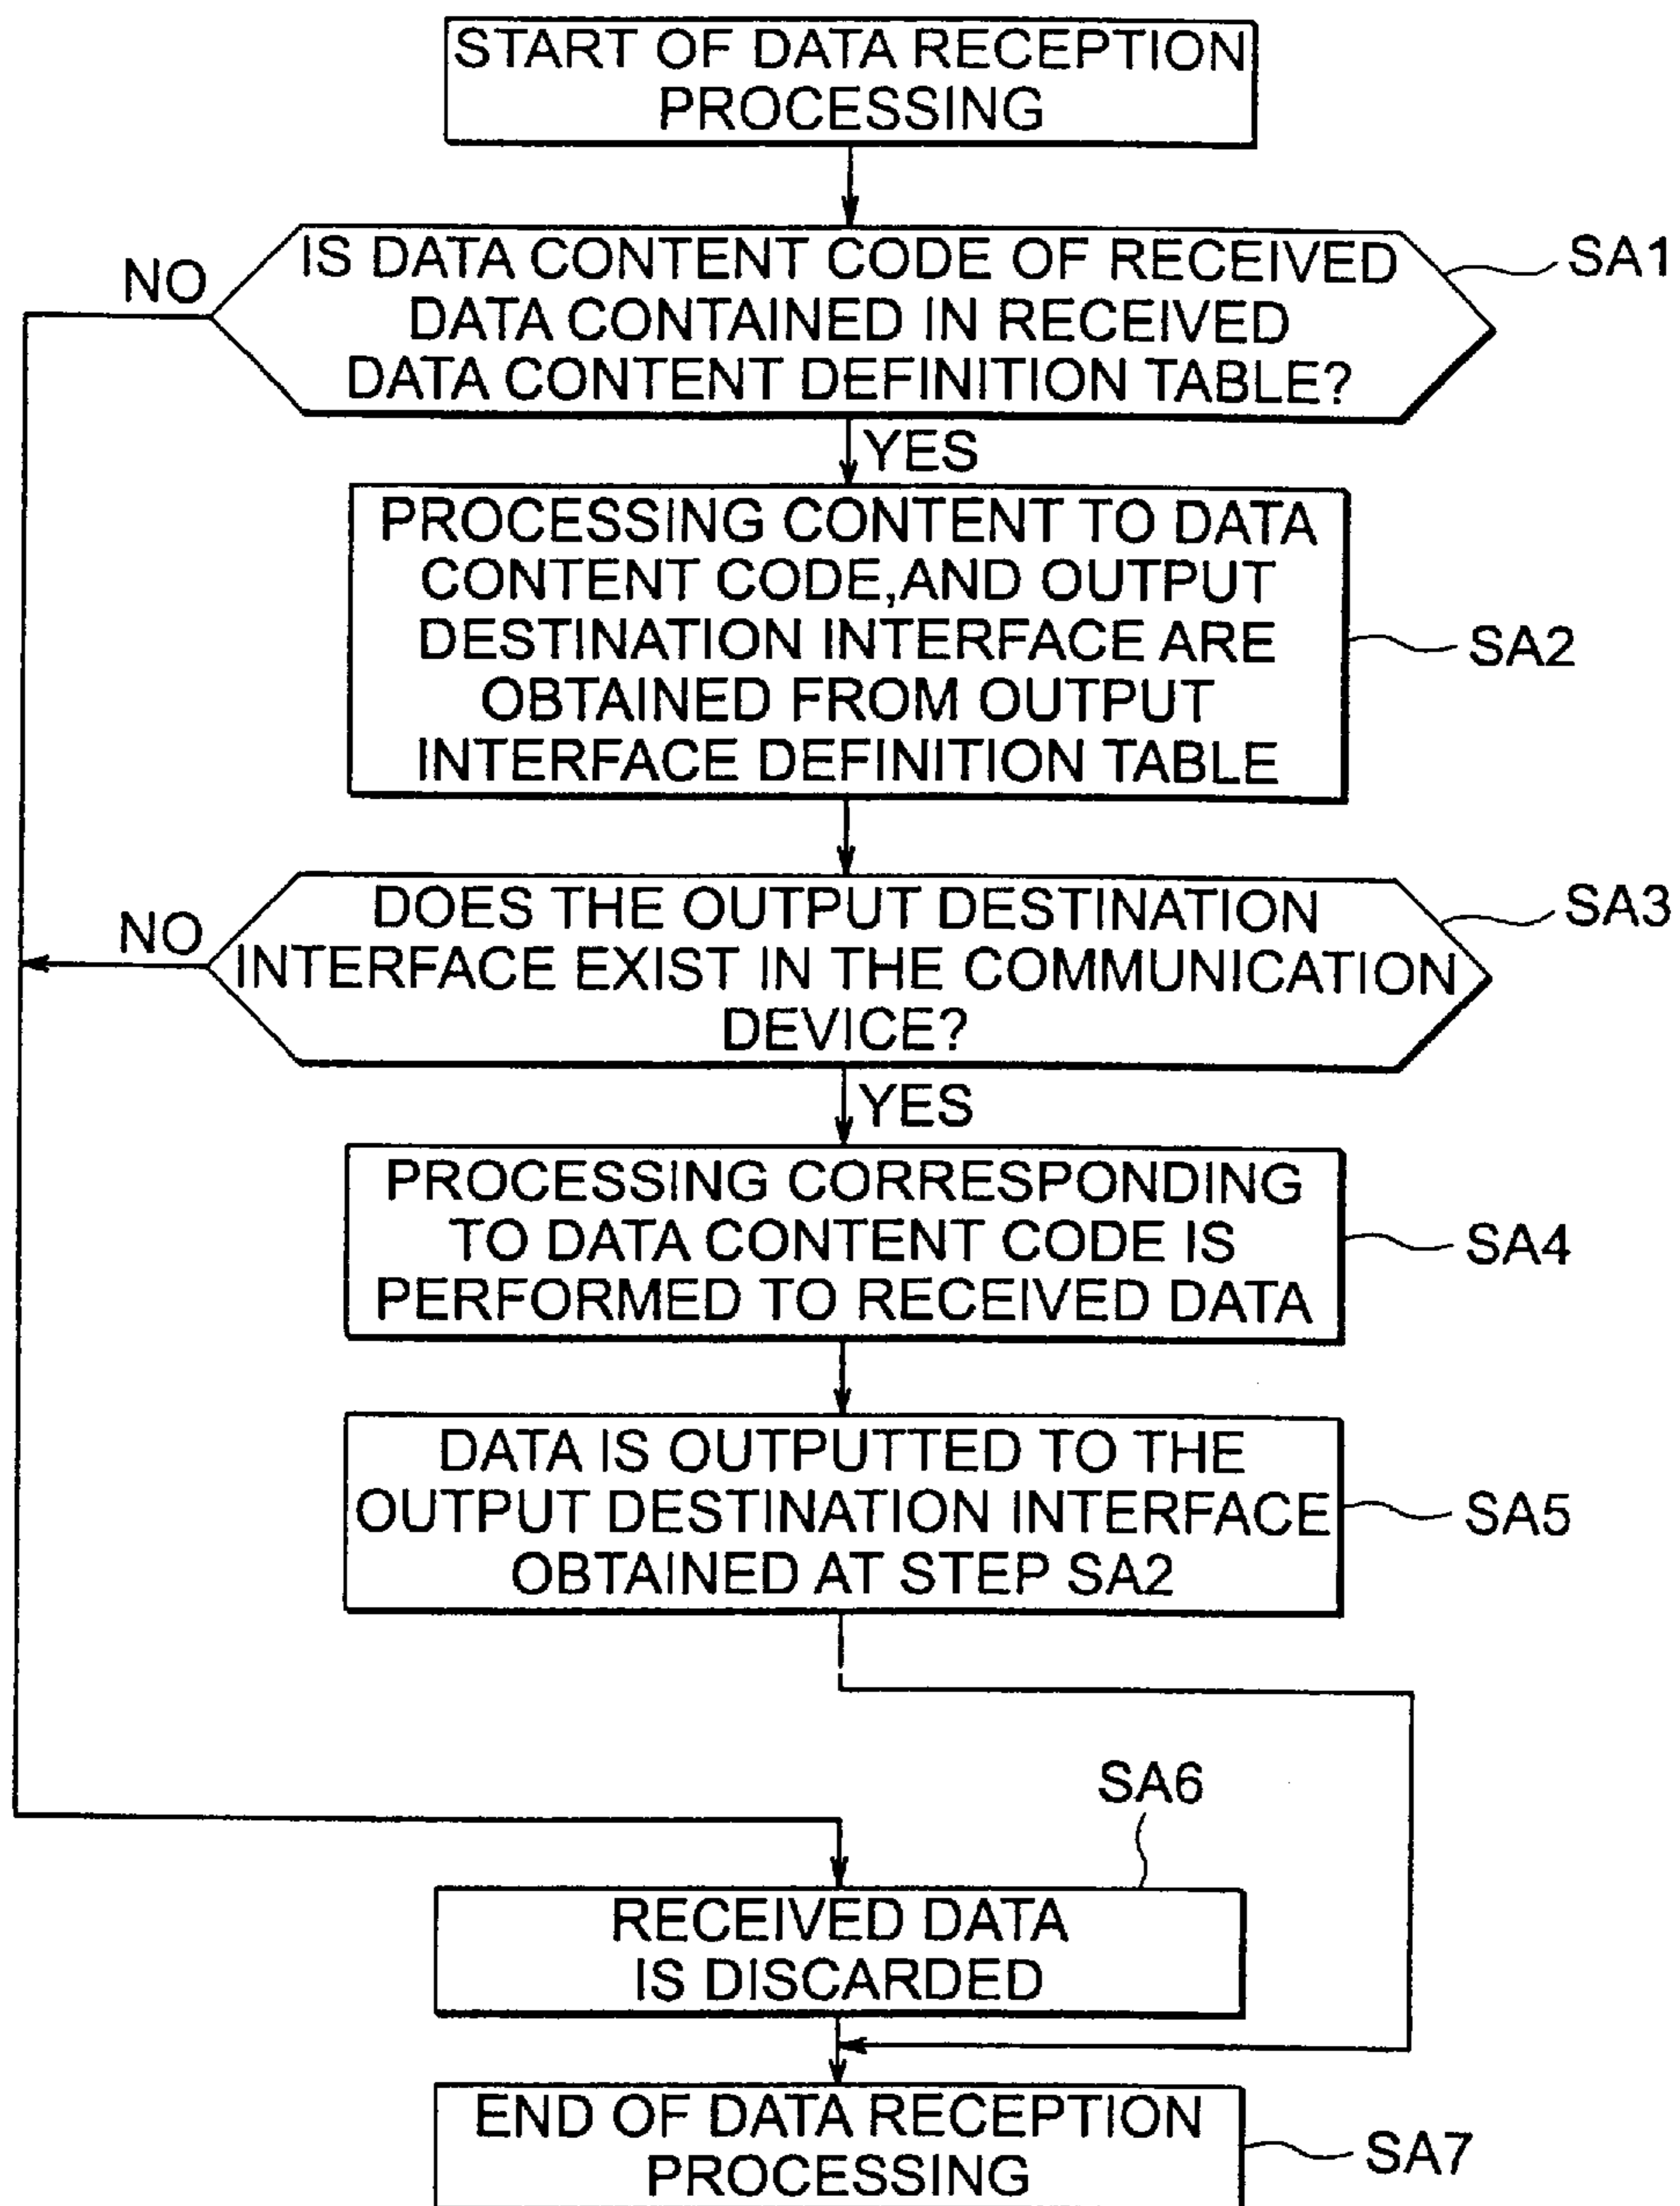 START OF DATA RECEPTION
PROCESSING
IS DATA CONTENT CODE OF RECEIVED
DATA CONTAINED IN RECEIVED
DATA CONTENT DEFINITION TABLE?
SA1
NO
YES
PROCESSING CONTENT TO DATA
CONTENT CODE,AND OUTPUT
DESTINATION INTERFACE ARE
OBTAINED FROM OUTPUT
INTERFACE DEFINITION TABLE
SA2
DOES THE OUTPUT DESTINATION
INTERFACE EXIST IN THE COMMUNICATION
DEVICE?
SA3
NO
YES
PROCESSING CORRESPONDING
TO DATA CONTENT CODE IS
PERFORMED TO RECEIVED DATA
SA4
DATA IS OUTPUTTED TO THE
OUTPUT DESTINATION INTERFACE
OBTAINED AT STEP SA2
SA5
SA6
RECEIVED DATA
IS DISCARDED
END OF DATA RECEPTION
PROCESSING
SA7